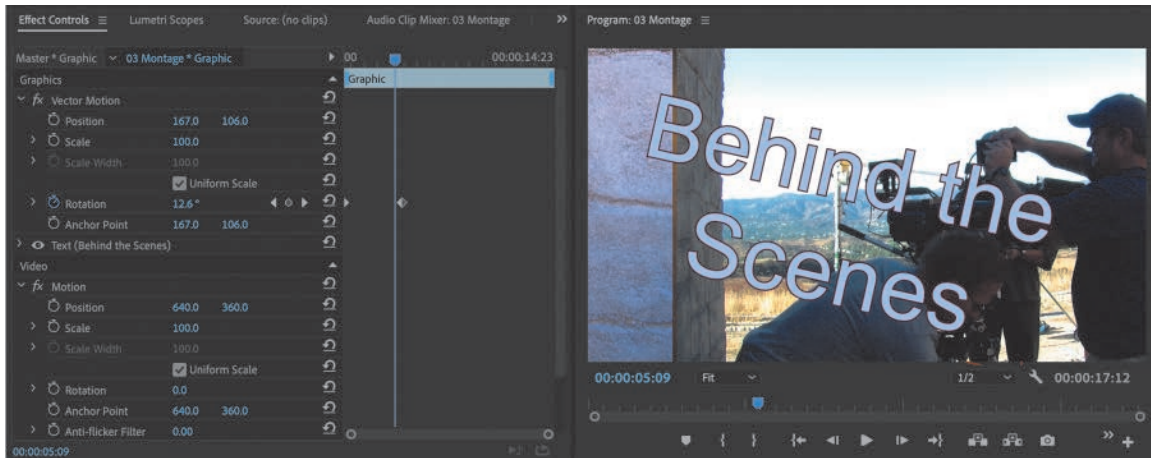 Effect Controls
Lumetri Scopes
Source: (no clips)
Audio Clip Mixer: 03 Montage
Master * Graphic
03 Montage * Graphic
00
00:00:14:23
Graphics
Graphic
fx Vector Motion
Position 167.0 106.0
Scale 100.0
Scale Width 100.0
Uniform Scale
Rotation 12.6 °
Anchor Point 167.0 106.0
Text (Behind the Scenes)
Video
fx Motion
Position 640.0 360.0
Scale 100.0
Scale Width 100.0
Uniform Scale
Rotation 0.0
Anchor Point 640.0 360.0
Anti-flicker Filter 0.00
00:00:05:09
Program: 03 Montage
Behind the
Scenes
00:00:05:09 Fit 1/2 00:00:17:12